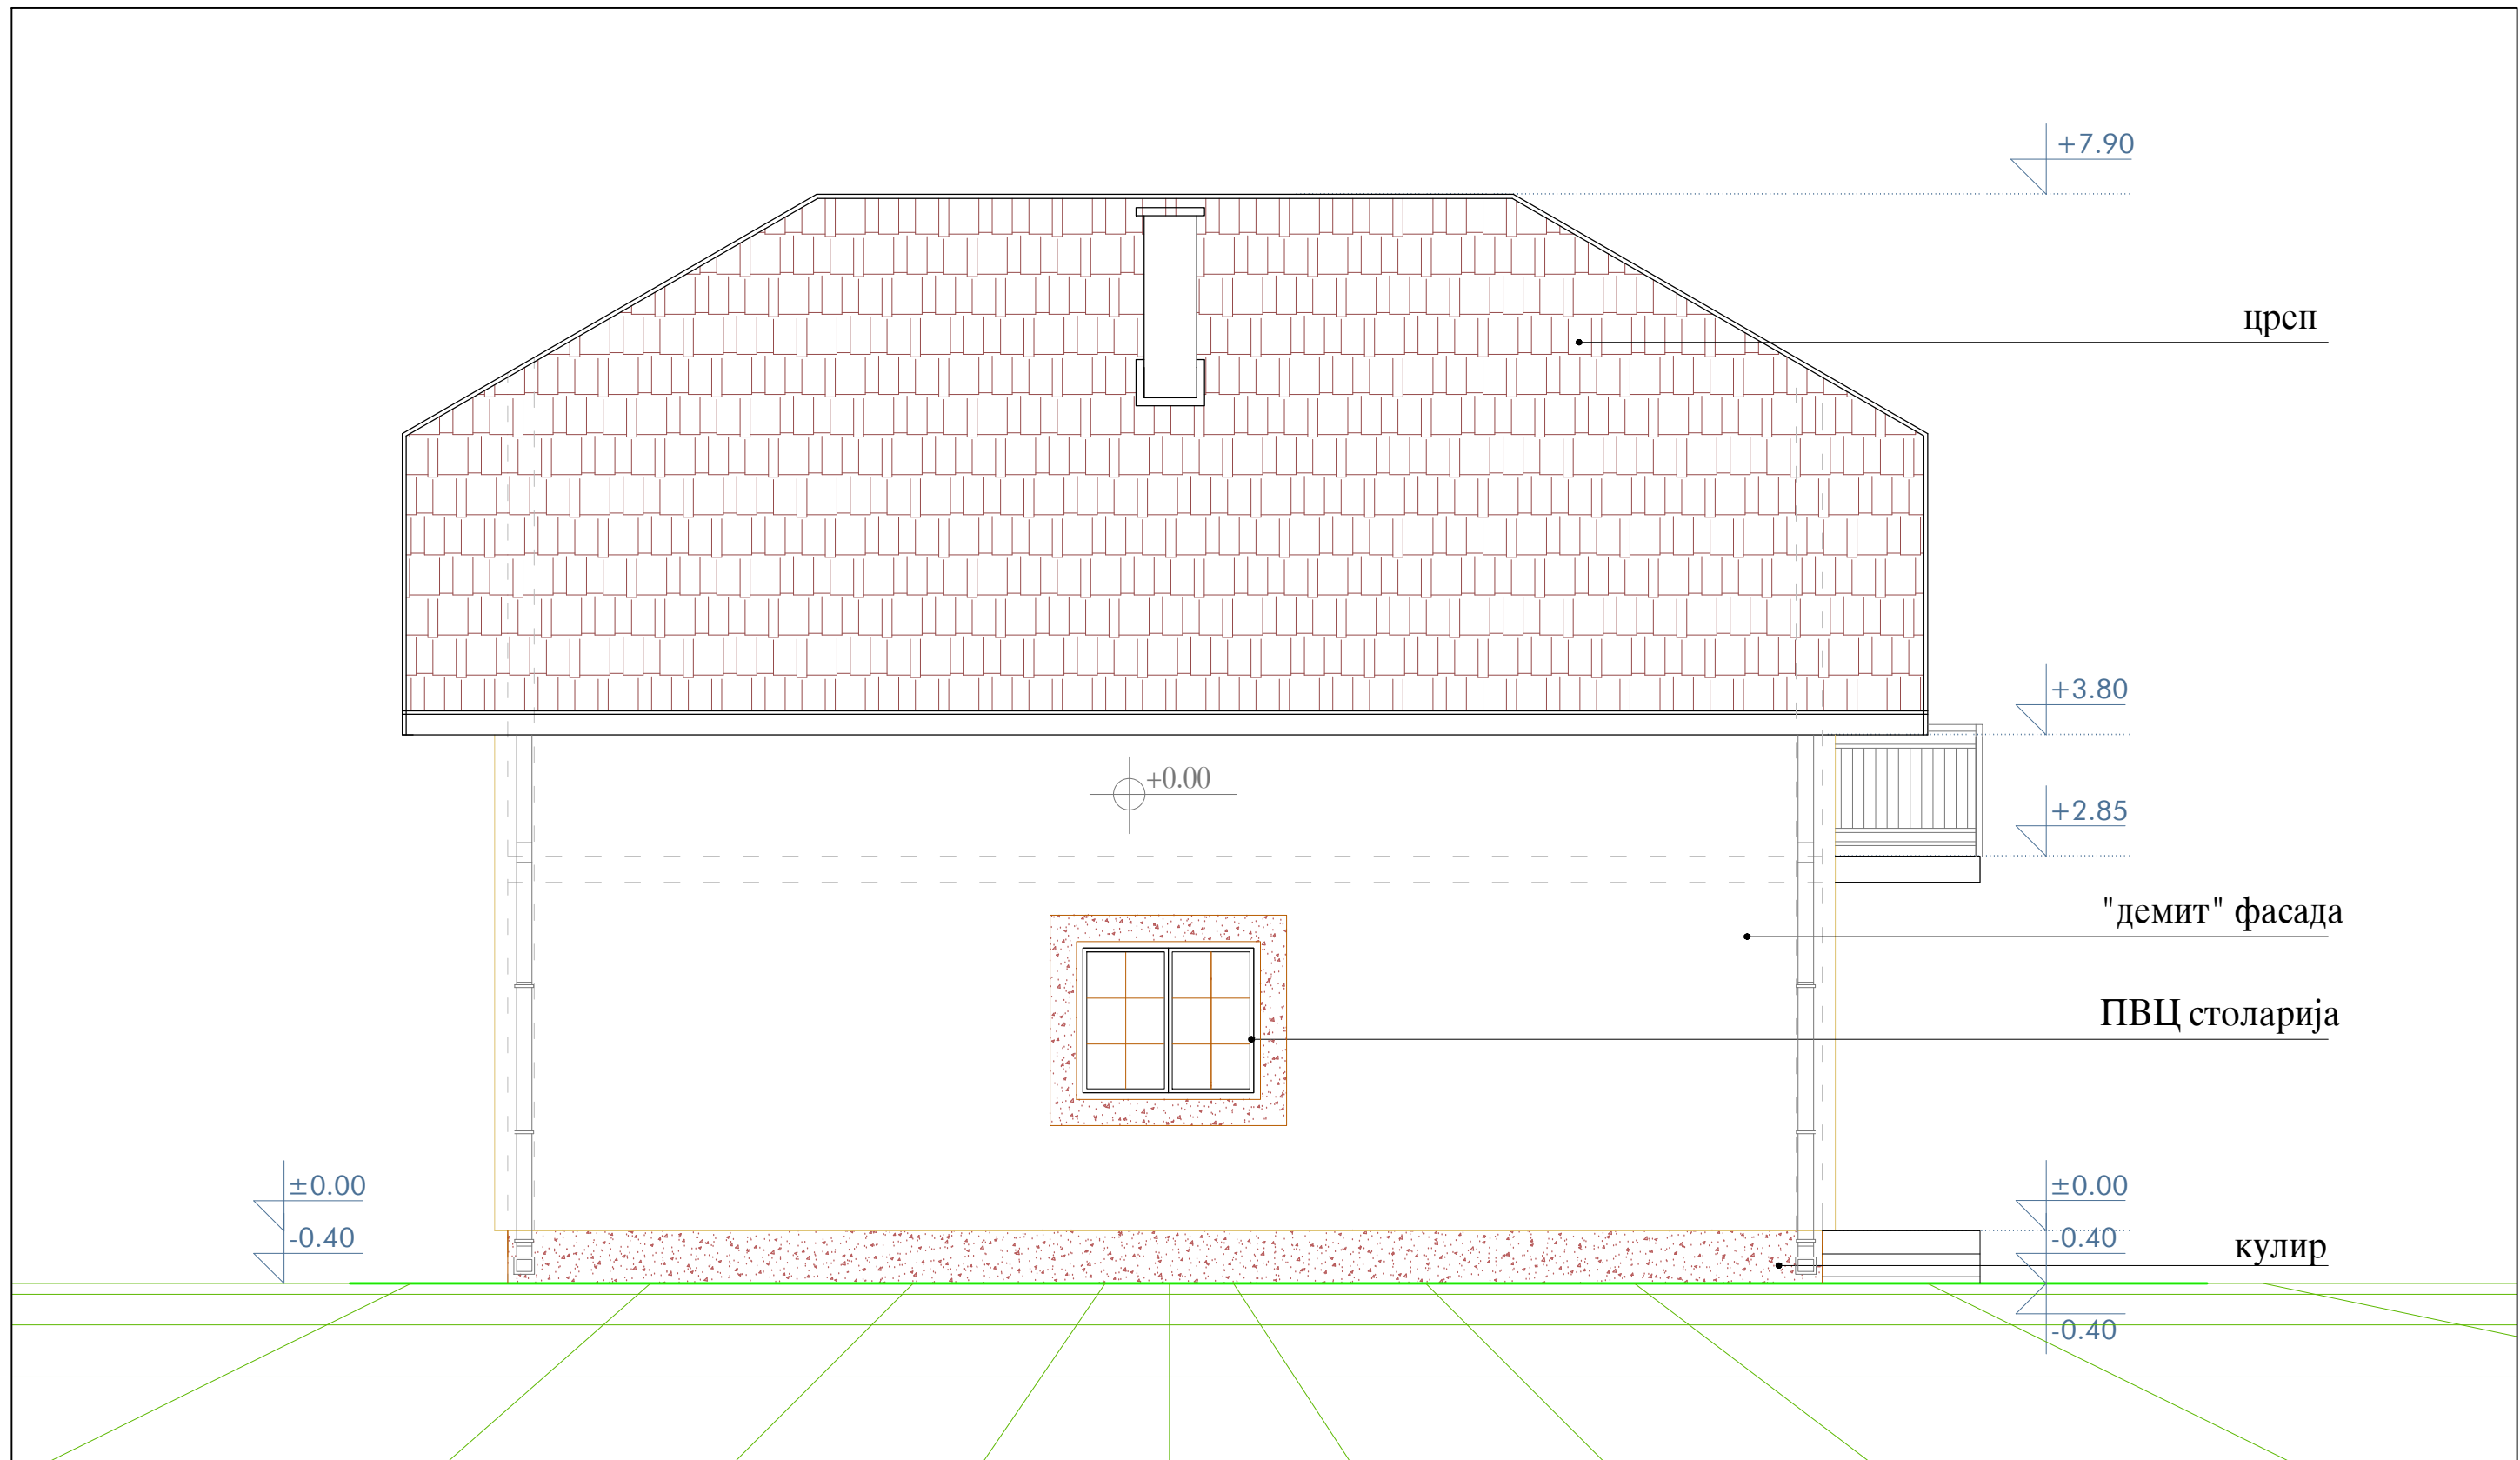 +7.90
цреп
+3.80
+0.00
+2.85
"демит" фасада
ПВЦ столарија
±0.00
±0.00
-0.40
-0.40
кулир
-0.40